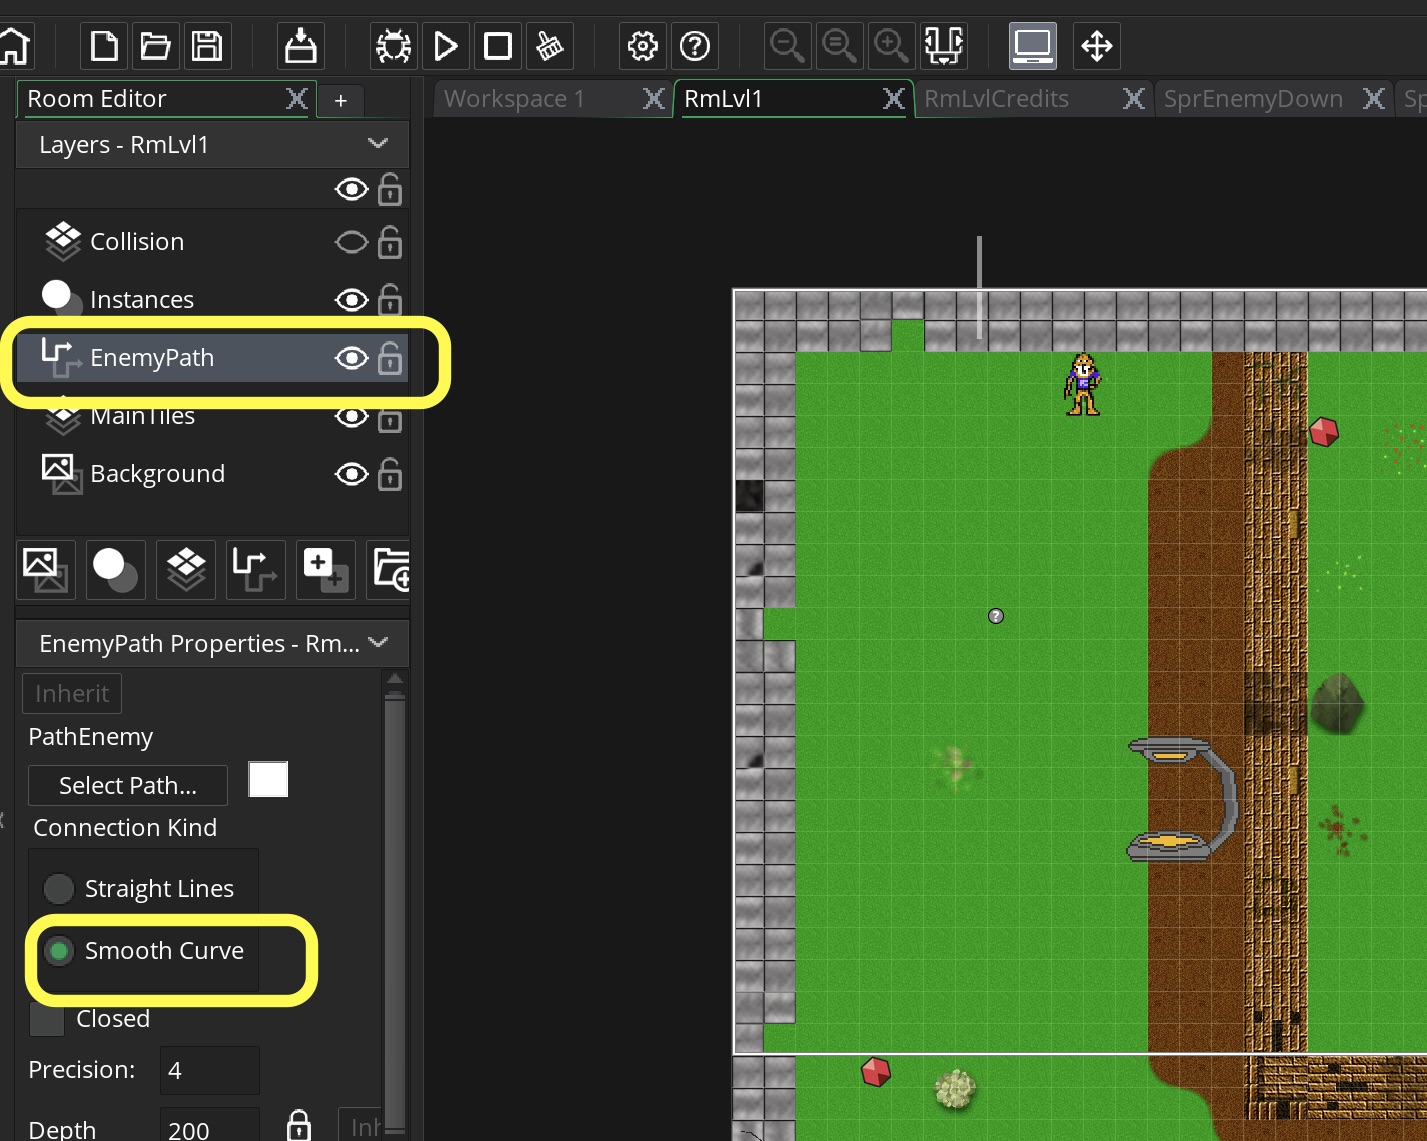 Room Editor
+
Workspace 1
RmLvl1
RmLvlCredits
SprEnemyDown
Sp
Layers - RmLvl1
Collision
Instances
EnemyPath
MainTiles
Background
EnemyPath Properties - Rm...
Inherit
PathEnemy
Select Path...
Connection Kind
Straight Lines
Smooth Curve
Closed
Precision: 4
Depth 200 Inh
?